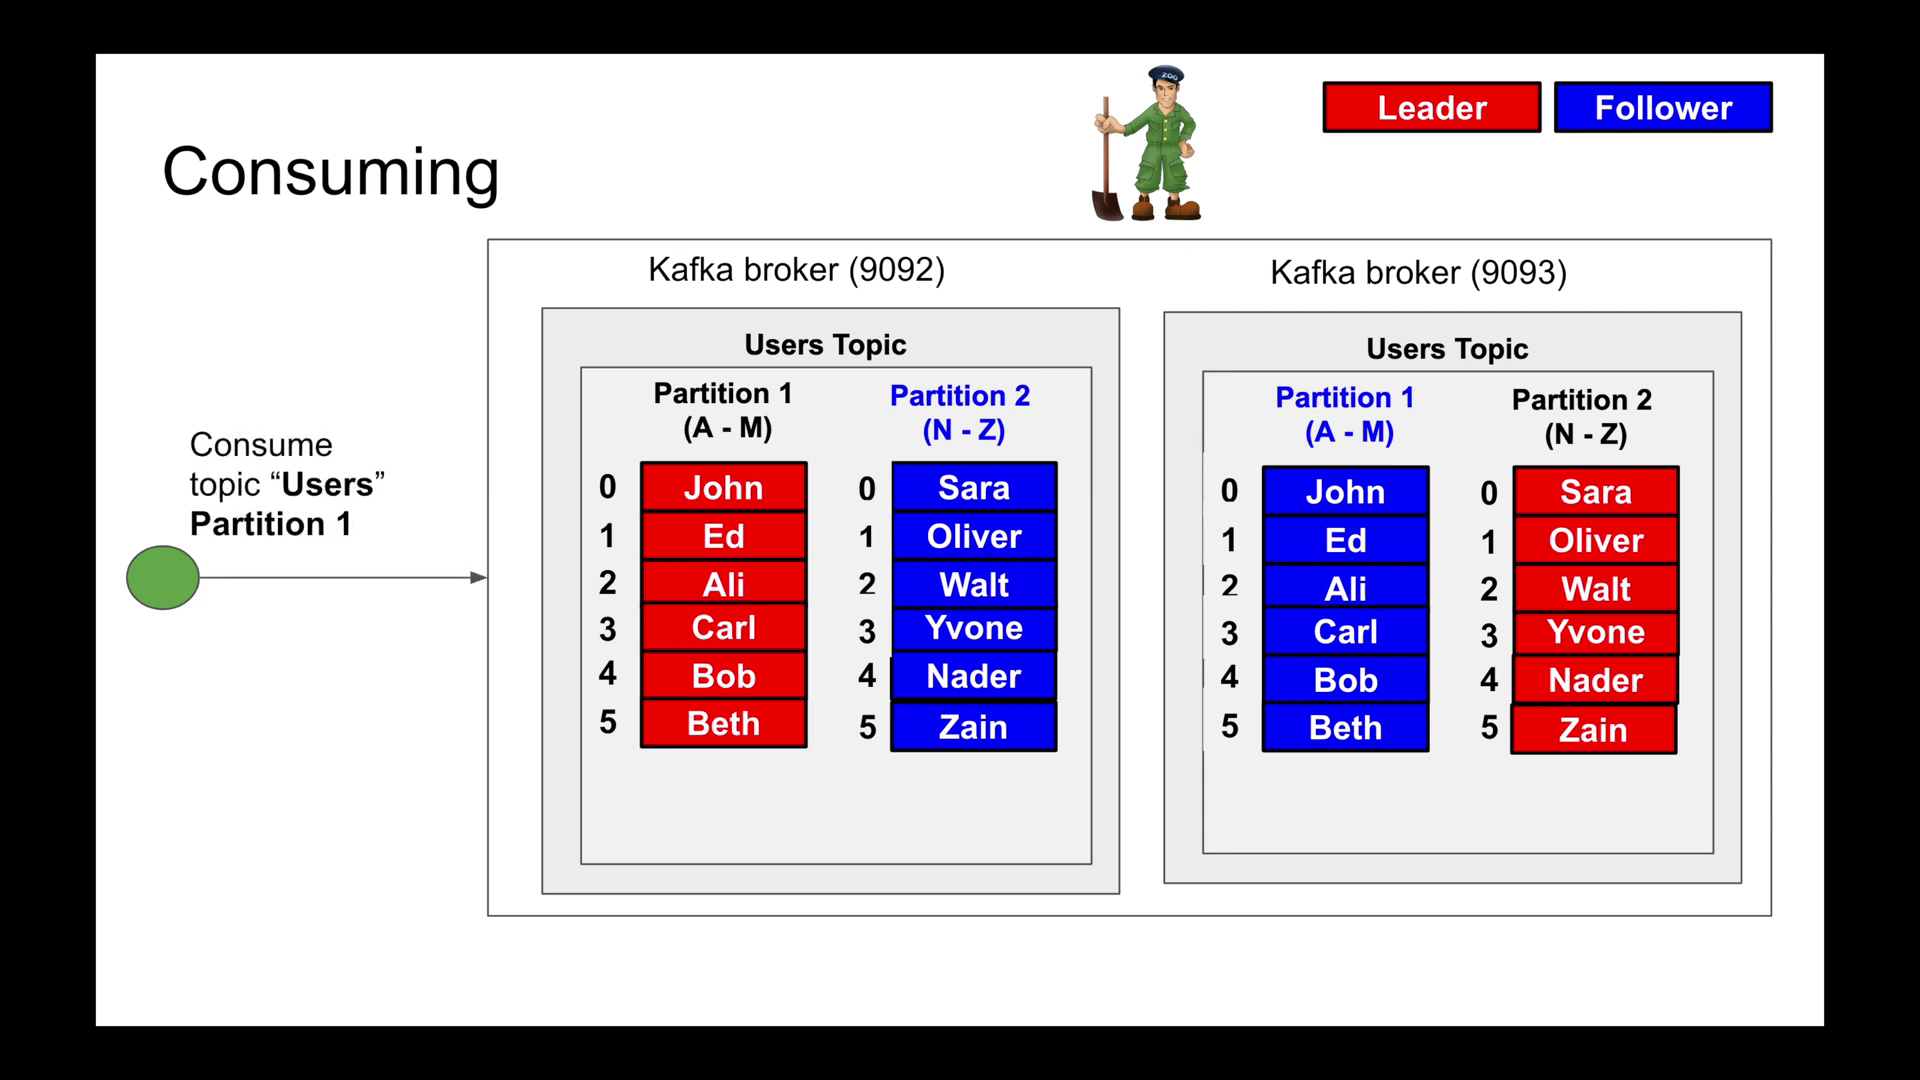 ZOO
Leader
Follower
Consuming
Kafka broker (9092)
Kafka broker (9093)
Consume
topic “Users”
Partition 1
Users Topic
Partition 1
(A - M)
0 John
1 Ed
2 Ali
3 Carl
4 Bob
5 Beth
Partition 2
(N - Z)
0 Sara
1 Oliver
2 Walt
3 Yvone
4 Nader
5 Zain
Users Topic
Partition 1
(A - M)
0 John
1 Ed
2 Ali
3 Carl
4 Bob
5 Beth
Partition 2
(N - Z)
0 Sara
1 Oliver
2 Walt
3 Yvone
4 Nader
5 Zain